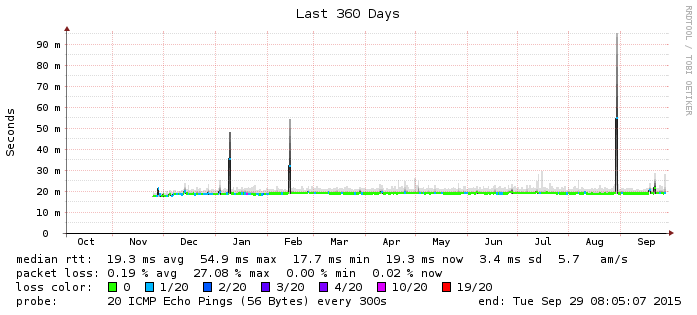 Last 360 Days
RRDTOOL / TOBI OETIKER
Seconds
90 m
80 m
70 m
60 m
50 m
40 m
30 m
20 m
10 m
0
Oct Nov Dec Jan Feb Mar Apr May Jun Jul Aug Sep
median rtt: 19.3 ms avg 54.9 ms max 17.7 ms min 19.3 ms now 3.4 ms sd 5.7 am/s
packet loss: 0.19 % avg 27.08 % max 0.00 % min 0.02 % now
loss color: 0 1/20 2/20 3/20 4/20 10/20 19/20
probe: 20 ICMP Echo Pings (56 Bytes) every 300s end: Tue Sep 29 08:05:07 2015